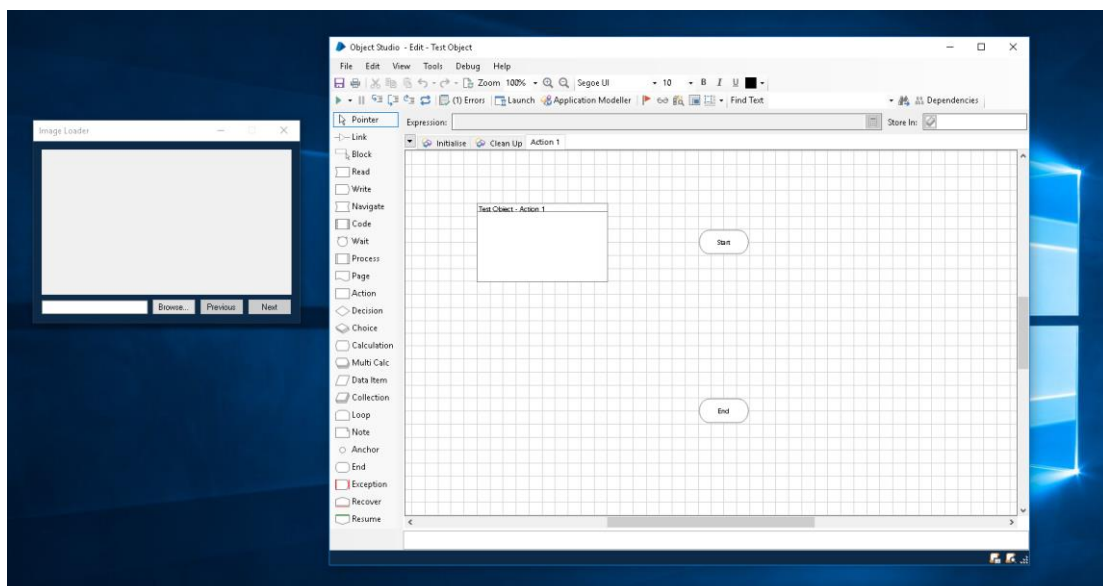 Image Loader
Browse...
Previous
Next
Object Studio - Edit - Test Object
File Edit View Tools Debug Help
Zoom 100% Segoe UI 10 B I U
(1) Errors Launch Application Modeller Find Text Dependencies
Expression: Store In:
Initialise Clean Up Action 1
Pointer
Link
Block
Read
Write
Navigate
Code
Wait
Process
Page
Action
Decision
Choice
Calculation
Multi Calc
Data Item
Collection
Loop
Note
Anchor
End
Exception
Recover
Resume
Test Object - Action 1
Start
End